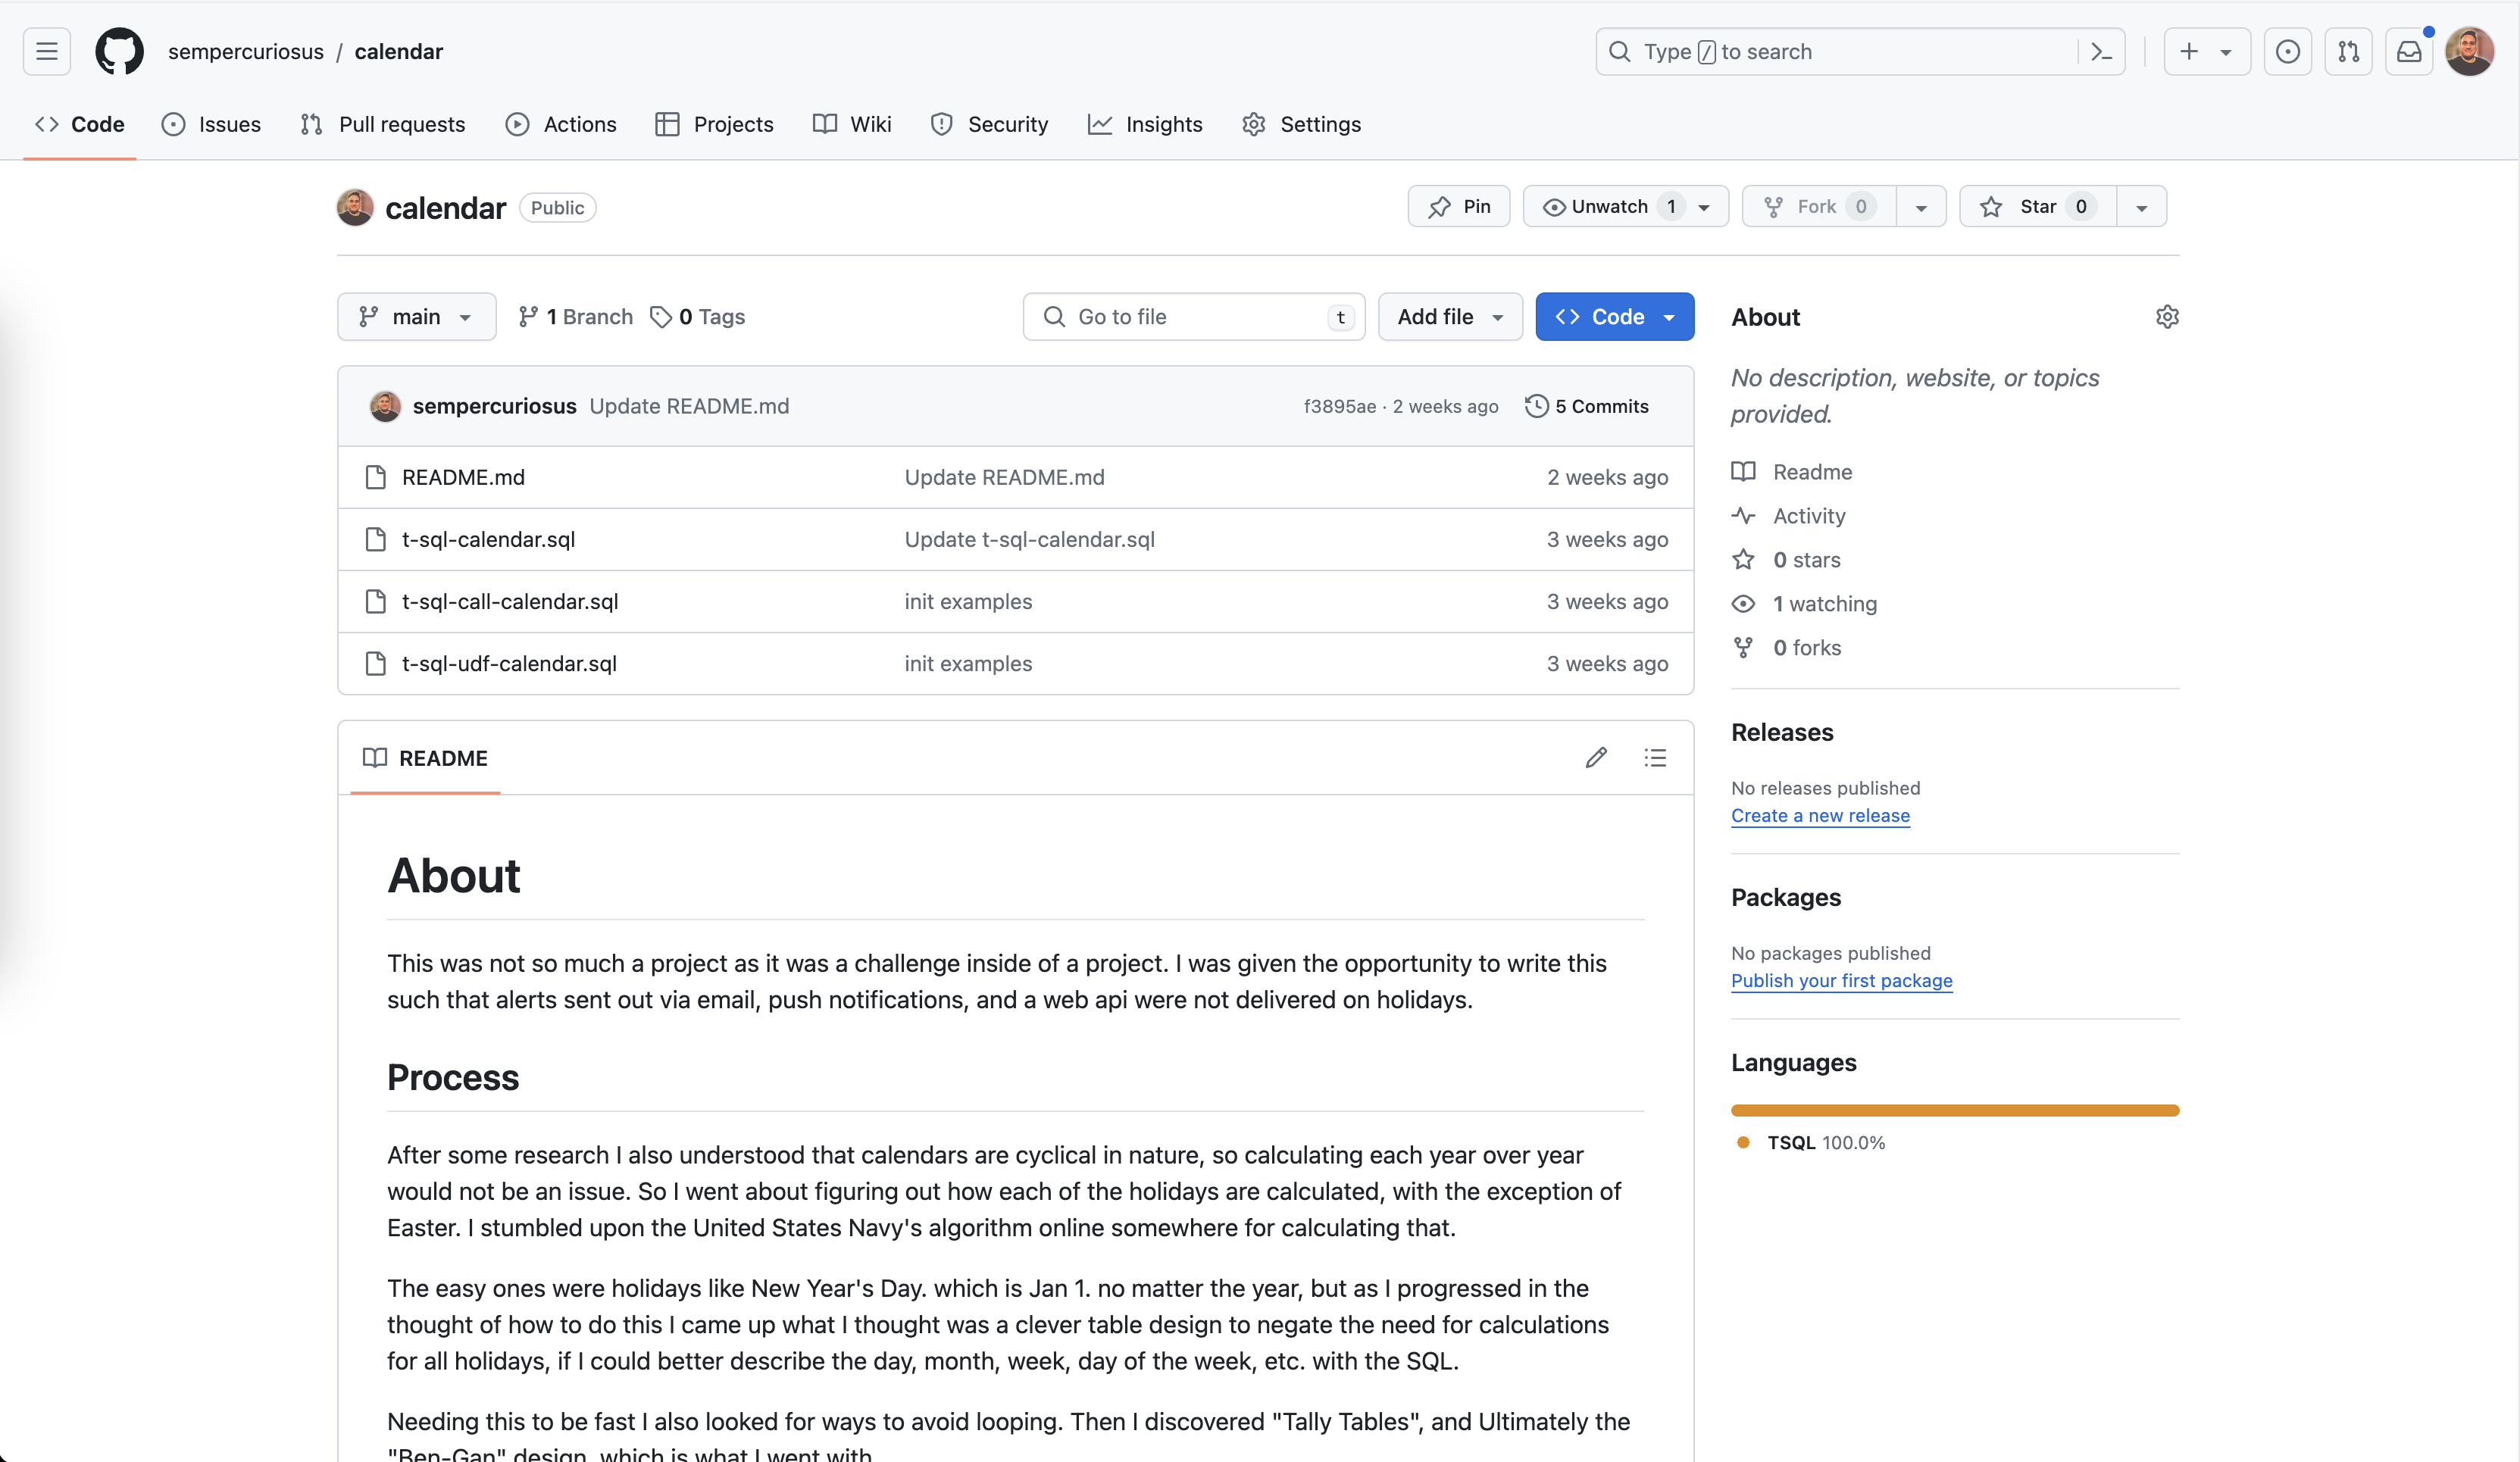 sempercuriosus / calendar
Type / to search
Code
Issues
Pull requests
Actions
Projects
Wiki
Security
Insights
Settings
calendar Public
Pin
Unwatch 1
Fork 0
Star 0
main
1 Branch
0 Tags
Go to file t
Add file
Code
sempercuriosus Update README.md f3895ae · 2 weeks ago 5 Commits
README.md Update README.md 2 weeks ago
t-sql-calendar.sql Update t-sql-calendar.sql 3 weeks ago
t-sql-call-calendar.sql init examples 3 weeks ago
t-sql-udf-calendar.sql init examples 3 weeks ago
README
About
This was not so much a project as it was a challenge inside of a project. I was given the opportunity to write this
such that alerts sent out via email, push notifications, and a web api were not delivered on holidays.
Process
After some research I also understood that calendars are cyclical in nature, so calculating each year over year
would not be an issue. So I went about figuring out how each of the holidays are calculated, with the exception of
Easter. I stumbled upon the United States Navy's algorithm online somewhere for calculating that.
The easy ones were holidays like New Year's Day. which is Jan 1. no matter the year, but as I progressed in the
thought of how to do this I came up what I thought was a clever table design to negate the need for calculations
for all holidays, if I could better describe the day, month, week, day of the week, etc. with the SQL.
Needing this to be fast I also looked for ways to avoid looping. Then I discovered "Tally Tables", and Ultimately the
"Ben-Gan" design, which is what I went with
About
No description, website, or topics
provided.
Readme
Activity
0 stars
1 watching
0 forks
Releases
No releases published
Create a new release
Packages
No packages published
Publish your first package
Languages
TSQL 100.0%